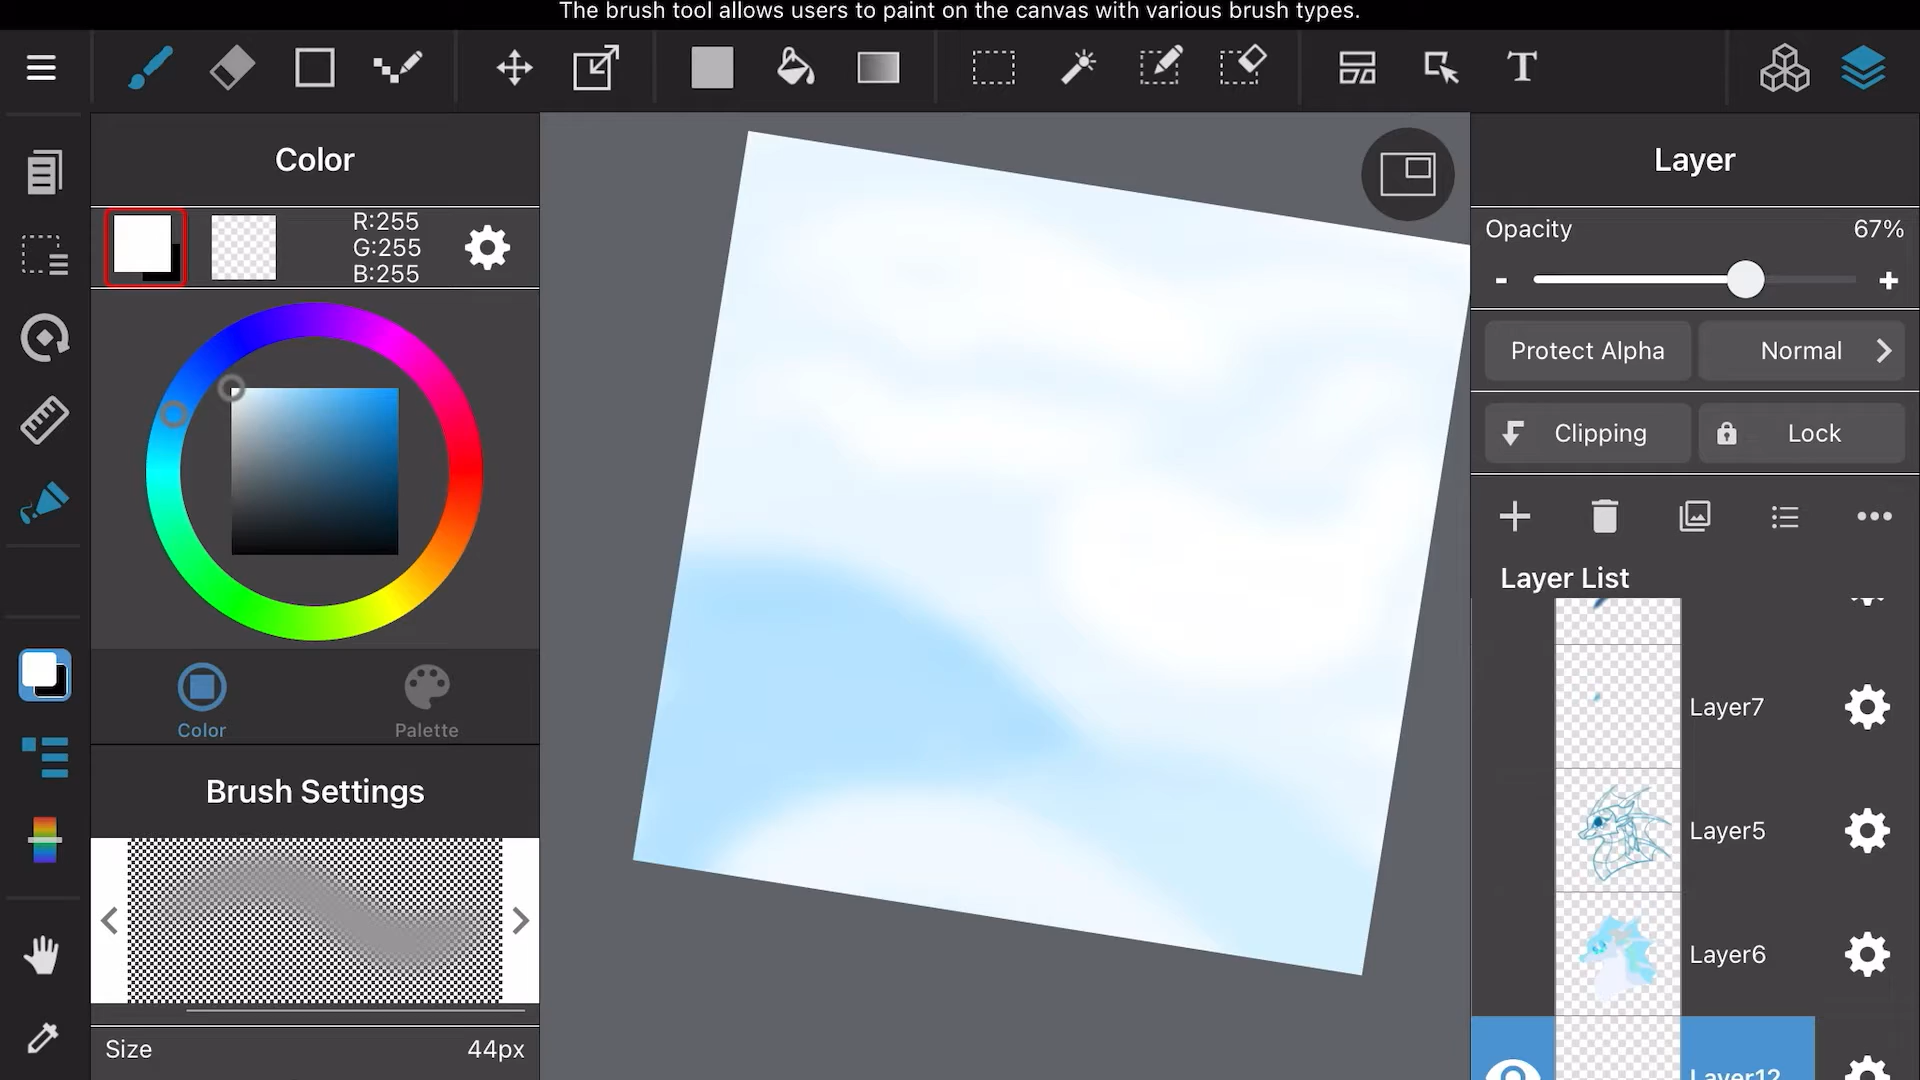 The brush tool allows users to paint on the canvas with various brush types.
T
Color
R:255
G:255
B:255
Color
Palette
Brush Settings
Size
44px
Layer
Opacity
67%
-
+
Protect Alpha
Normal
Clipping
Lock
Layer List
Layer7
Layer5
Layer6
Layer12